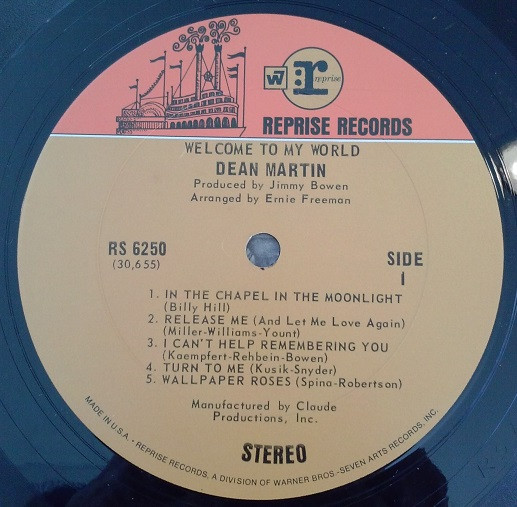 W7 r reprise
REPRISE RECORDS
WELCOME TO MY WORLD
DEAN MARTIN
Produced by Jimmy Bowen
Arranged by Ernie Freeman
RS 6250
(30,655)
SIDE
1
1. IN THE CHAPEL IN THE MOONLIGHT
(Billy Hill)
2. RELEASE ME (And Let Me Love Again)
(Miller-Williams-Yount)
3. I CAN'T HELP REMEMBERING YOU
(Kaempfert-Rehbein-Bowen)
4. TURN TO ME (Kusik-Snyder)
5. WALLPAPER ROSES (Spina-Robertson)
Manufactured by Claude
Productions, Inc.
STEREO
MADE IN U.S.A. • REPRISE RECORDS, A DIVISION OF WARNER BROS.-SEVEN ARTS RECORDS, INC.